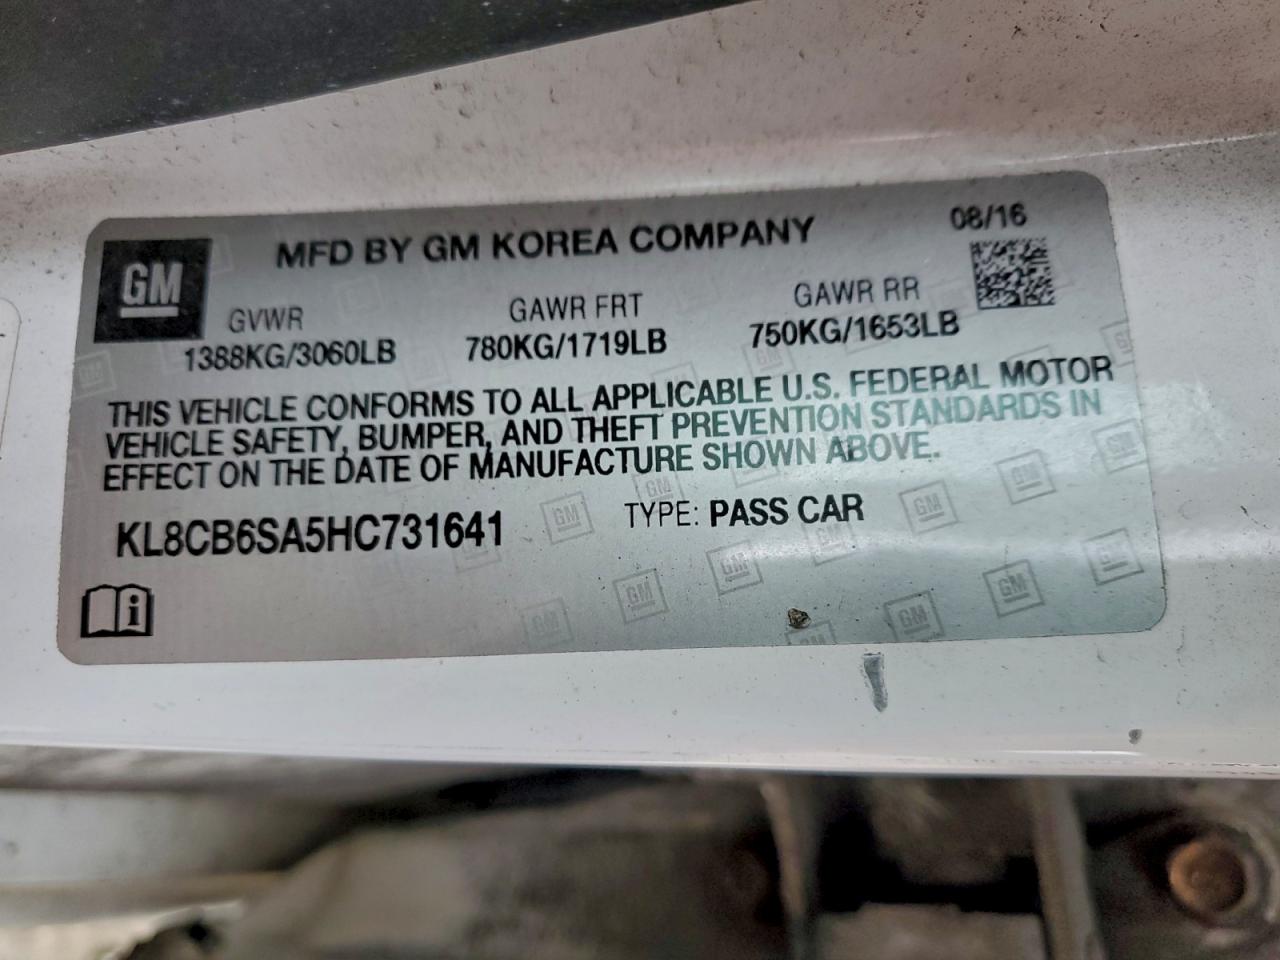 GM
MFD BY GM KOREA COMPANY
08/16
GVWR
GAWR FRT
GAWR RR
1388KG/3060LB
780KG/1719LB
750KG/1653LB
THIS VEHICLE CONFORMS TO ALL APPLICABLE U.S. FEDERAL MOTOR
VEHICLE SAFETY, BUMPER, AND THEFT PREVENTION STANDARDS IN
EFFECT ON THE DATE OF MANUFACTURE SHOWN ABOVE.
KL8CB6SA5HC731641
TYPE: PASS CAR